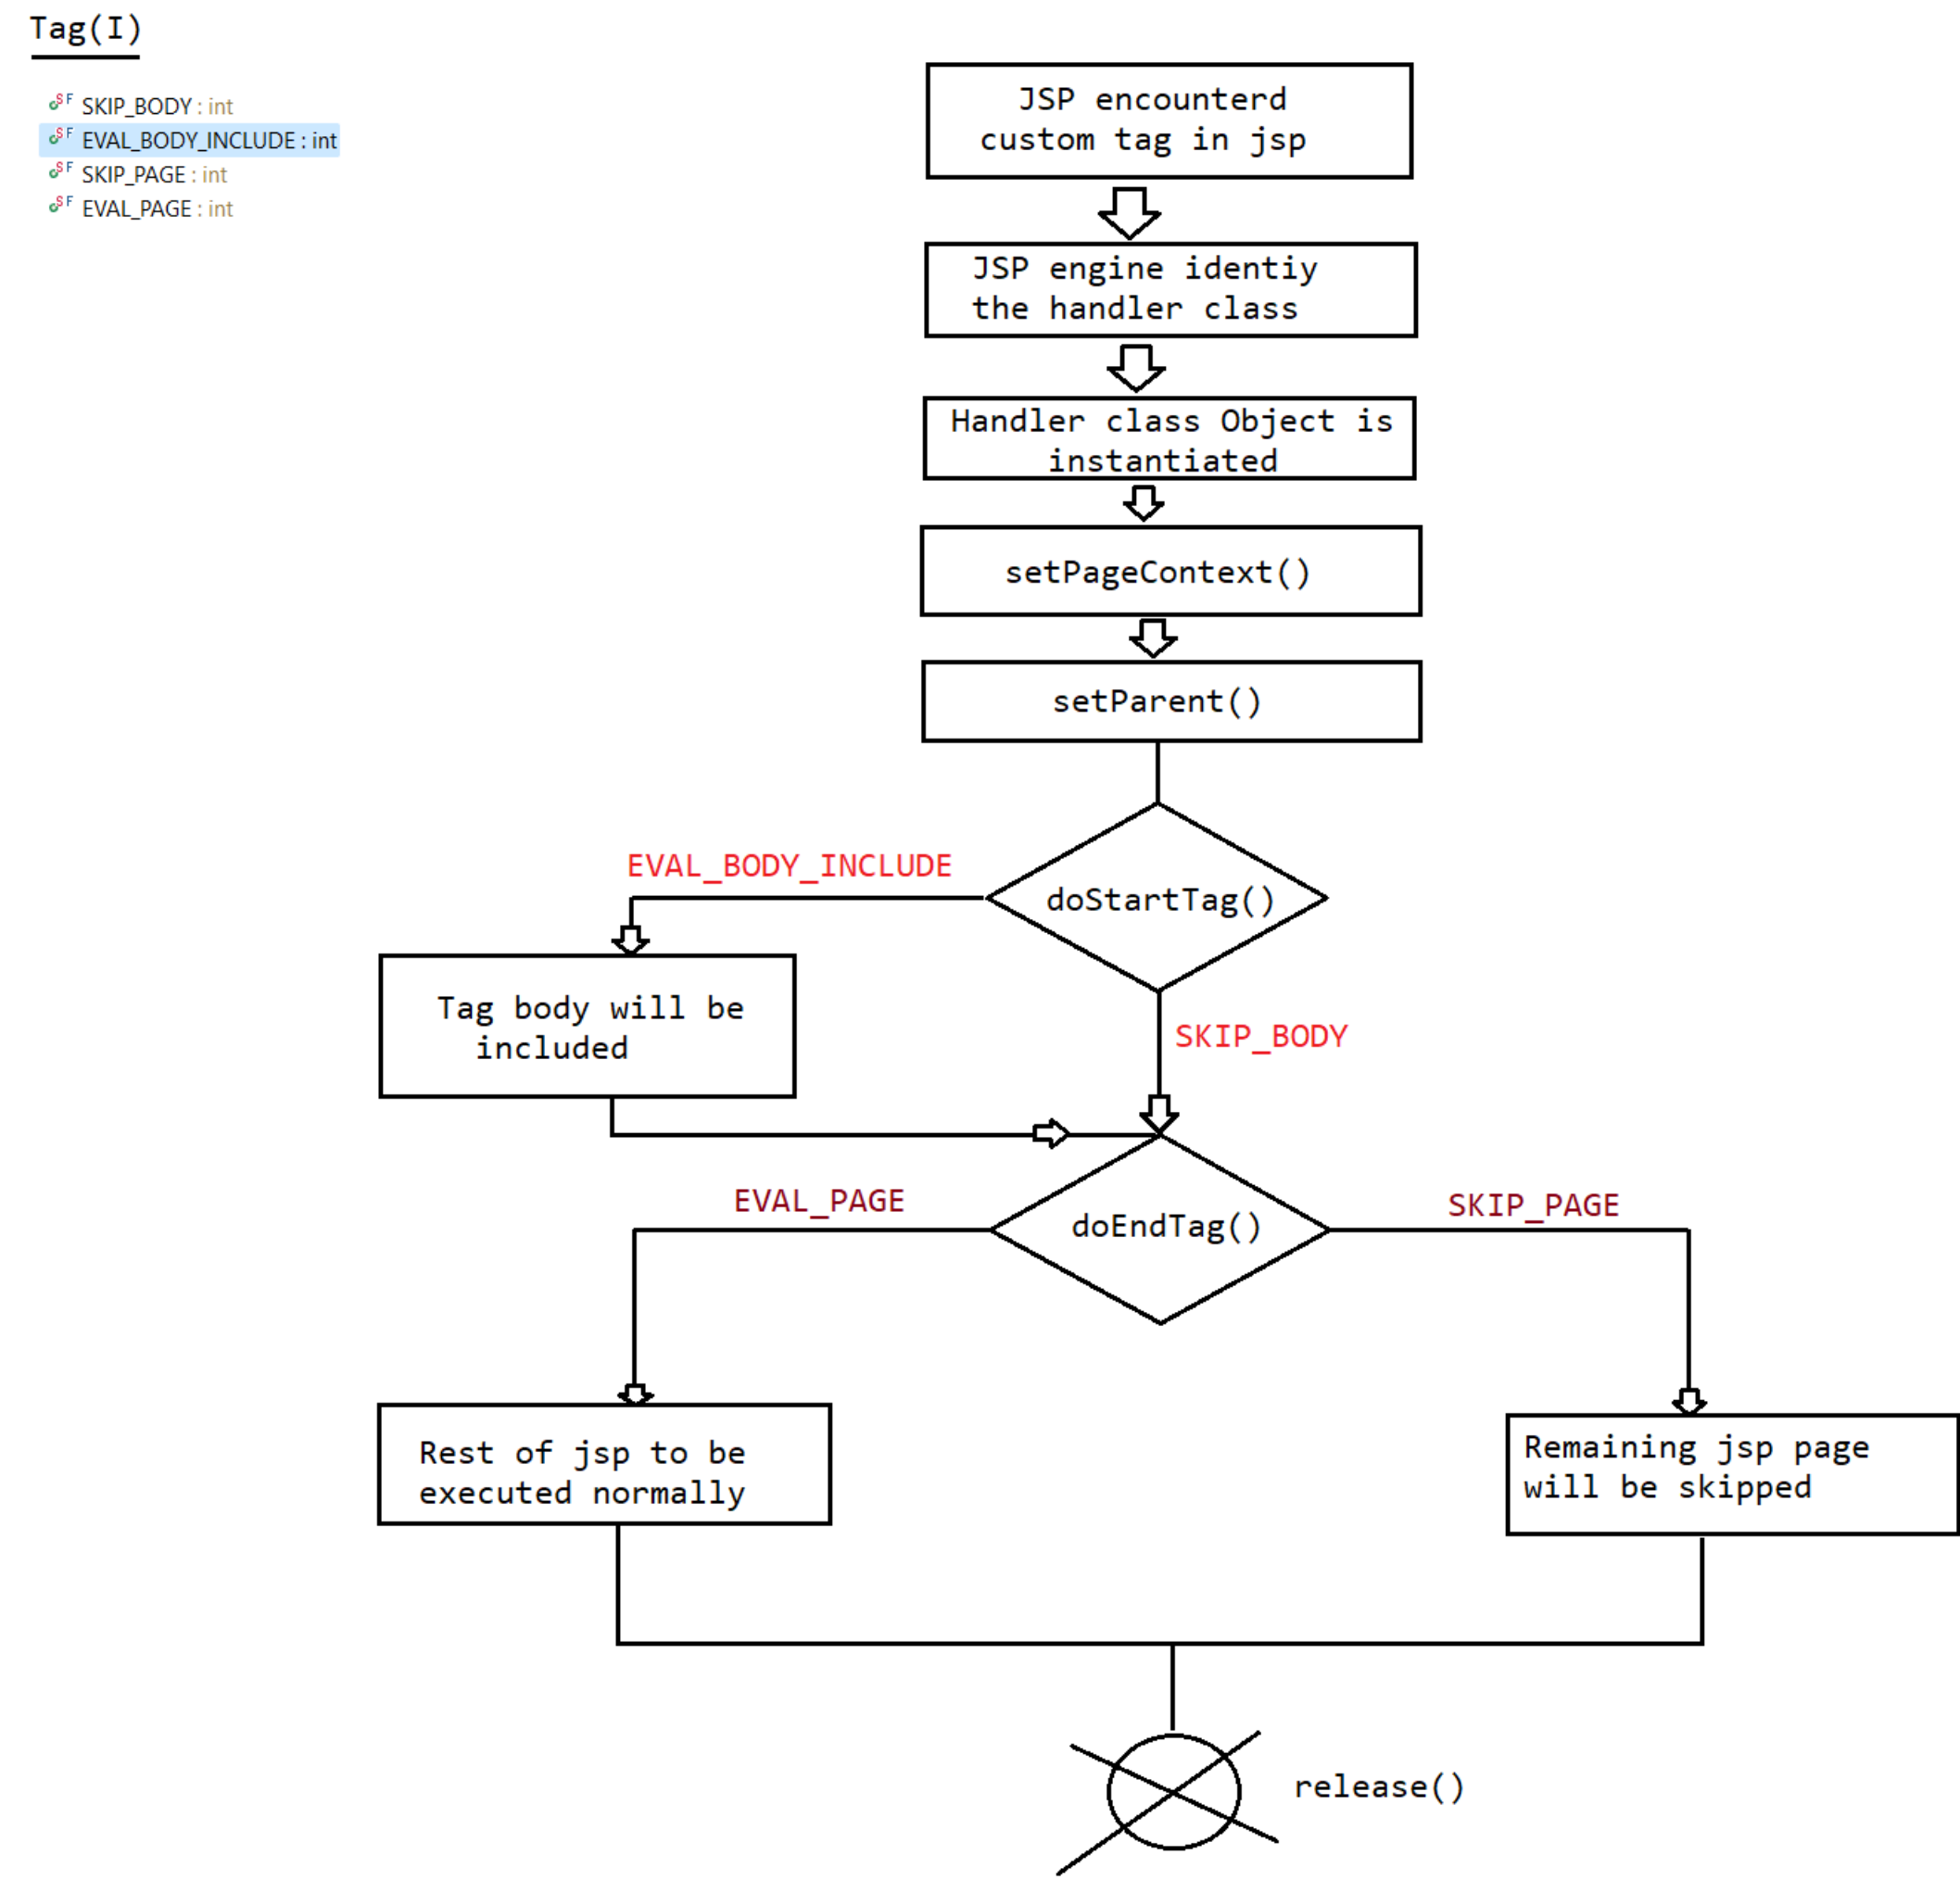 Tag(I)
SKIP_BODY : int
EVAL_BODY_INCLUDE : int
SKIP_PAGE : int
EVAL_PAGE : int
JSP encounterd
custom tag in jsp
JSP engine identiy
the handler class
Handler class Object is
instantiated
setPageContext()
setParent()
EVAL_BODY_INCLUDE
doStartTag()
Tag body will be
included
SKIP_BODY
EVAL_PAGE
doEndTag()
SKIP_PAGE
Rest of jsp to be
executed normally
Remaining jsp page
will be skipped
release()